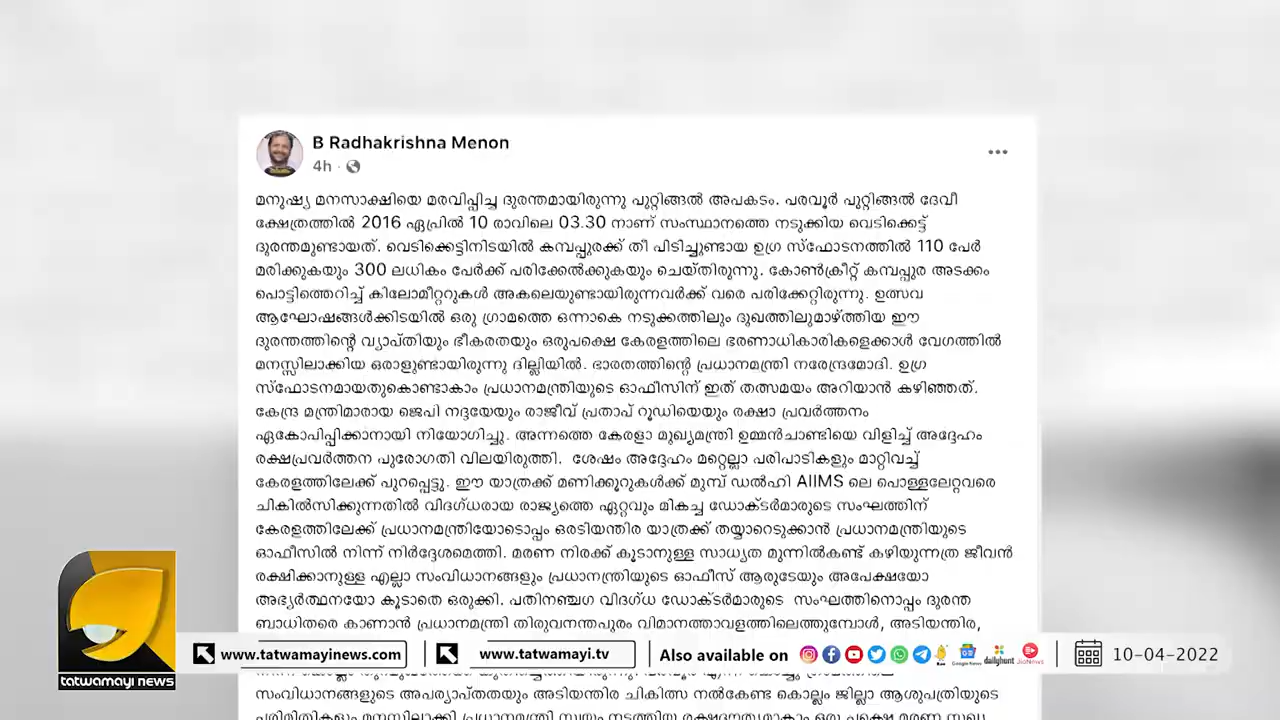 B Radhakrishna Menon
4h ·
മനുഷ്യ മനസാക്ഷിയെ മരവിപ്പിച്ച ദുരന്തമായിരുന്നു പുറ്റിങ്ങൽ അപകടം. പരവൂർ പുറ്റിങ്ങൽ ദേവീ
ക്ഷേത്രത്തിൽ 2016 ഏപ്രിൽ 10 രാവിലെ 03.30 നാണ് സംസ്ഥാനത്തെ നടുക്കിയ വെടിക്കെട്ട്
ദുരന്തമുണ്ടായത്. വെടിക്കെട്ടിനിടയിൽ കമ്പപ്പുരക്ക് തീ പിടിച്ചുണ്ടായ ഉഗ്ര സ്ഫോടനത്തിൽ 110 പേർ
മരിക്കുകയും 300 ലധികം പേർക്ക് പരിക്കേൽക്കുകയും ചെയ്തിരുന്നു. കോൺക്രീറ്റ് കമ്പപ്പുര അടക്കം
പൊട്ടിത്തെറിച്ച് കിലോമീറ്ററുകൾ അകലെയുണ്ടായിരുന്നവർക്ക് വരെ പരിക്കേറ്റിരുന്നു. ഉത്സവ
ആഘോഷങ്ങൾക്കിടയിൽ ഒരു ഗ്രാമത്തെ ഒന്നാകെ നടുക്കത്തിലും ദുഖത്തിലുമാഴ്ത്തിയ ഈ
ദുരന്തത്തിന്റെ വ്യാപ്തിയും ഭീകരതയും ഒരുപക്ഷെ കേരളത്തിലെ ഭരണാധികാരികളെക്കാൾ വേഗത്തിൽ
മനസ്സിലാക്കിയ ഒരാളുണ്ടായിരുന്നു ദില്ലിയിൽ. ഭാരതത്തിന്റെ പ്രധാനമന്ത്രി നരേന്ദ്രമോദി. ഉഗ്ര
സ്ഫോടനമായതുകൊണ്ടാകാം പ്രധാനമന്ത്രിയുടെ ഓഫീസിന് ഇത് തത്സമയം അറിയാൻ കഴിഞ്ഞത്.
കേന്ദ്ര മന്ത്രിമാരായ ജെപി നദ്ദയേയും രാജീവ് പ്രതാപ് റൂഡിയെയും രക്ഷാ പ്രവർത്തനം
ഏകോപിപ്പിക്കാനായി നിയോഗിച്ചു. അന്നത്തെ കേരളാ മുഖ്യമന്ത്രി ഉമ്മൻചാണ്ടിയെ വിളിച്ച് അദ്ദേഹം
രക്ഷപ്രവർത്തന പുരോഗതി വിലയിരുത്തി. ശേഷം അദ്ദേഹം മറ്റെല്ലാ പരിപാടികളും മാറ്റിവച്ച്
കേരളത്തിലേക്ക് പുറപ്പെട്ടു. ഈ യാത്രക്ക് മണിക്കൂറുകൾക്ക് മുമ്പ് ഡൽഹി AIIMS ലെ പൊള്ളലേറ്റവരെ
ചികിൽസിക്കുന്നതിൽ വിദഗ്ധരായ രാജ്യത്തെ ഏറ്റവും മികച്ച ഡോക്ടർമാരുടെ സംഘത്തിന്
കേരളത്തിലേക്ക് പ്രധാനമന്ത്രിയോടൊപ്പം ഒരടിയന്തിര യാത്രക്ക് തയ്യാറെടുക്കാൻ പ്രധാനമന്ത്രിയുടെ
ഓഫീസിൽ നിന്ന് നിർദ്ദേശമെത്തി. മരണ നിരക്ക് കൂടാനുള്ള സാധ്യത മുന്നിൽകണ്ട് കഴിയുന്നത്ര ജീവൻ
രക്ഷിക്കാനുള്ള എല്ലാ സംവിധാനങ്ങളും പ്രധാനന്ത്രിയുടെ ഓഫീസ് ആരുടേയും അപേക്ഷയോ
അഭ്യർത്ഥനയോ കൂടാതെ ഒരുക്കി. പതിനഞ്ചഗ വിദഗ്ധ ഡോക്ടർമാരുടെ സംഘത്തിനൊപ്പം ദുരന്ത
ബാധിതരെ കാണാൻ പ്രധാനമന്ത്രി തിരുവനന്തപുരം വിമാനത്താവളത്തിലെത്തുമ്പോൾ, അടിയന്തിര,
സംവിധാനങ്ങളുടെ അപര്യാപ്തതയും അടിയന്തിര ചികിത്സ നൽകേണ്ട കൊല്ലം ജില്ലാ ആശുപത്രിയുടെ
tatwamayi news
www.tatwamayinews.com
www.tatwamayi.tv
Also available on
Google News
dailyhunt
JioNews
10-04-2022